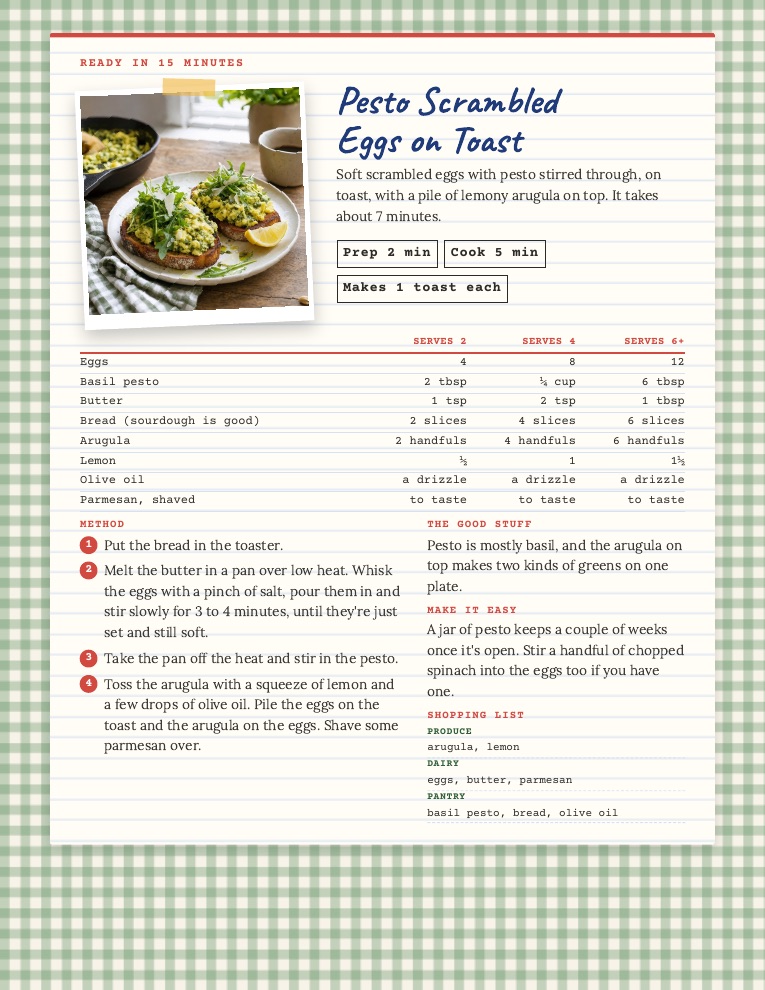 READY IN 15 MINUTES
Pesto Scrambled
Eggs on Toast
Soft scrambled eggs with pesto stirred through, on
toast, with a pile of lemony arugula on top. It takes
about 7 minutes.
Prep 2 min Cook 5 min
Makes 1 toast each
SERVES 2 SERVES 4 SERVES 6+
Eggs 4 8 12
Basil pesto 2 tbsp ¼ cup 6 tbsp
Butter 1 tsp 2 tsp 1 tbsp
Bread (sourdough is good) 2 slices 4 slices 6 slices
Arugula 2 handfuls 4 handfuls 6 handfuls
Lemon ½ 1 1½
Olive oil a drizzle a drizzle a drizzle
Parmesan, shaved to taste to taste to taste
METHOD
1 Put the bread in the toaster.
2 Melt the butter in a pan over low heat. Whisk
the eggs with a pinch of salt, pour them in and
stir slowly for 3 to 4 minutes, until they're just
set and still soft.
3 Take the pan off the heat and stir in the pesto.
4 Toss the arugula with a squeeze of lemon and
a few drops of olive oil. Pile the eggs on the
toast and the arugula on the eggs. Shave some
parmesan over.
THE GOOD STUFF
Pesto is mostly basil, and the arugula on
top makes two kinds of greens on one
plate.
MAKE IT EASY
A jar of pesto keeps a couple of weeks
once it's open. Stir a handful of chopped
spinach into the eggs too if you have
one.
SHOPPING LIST
PRODUCE
arugula, lemon
DAIRY
eggs, butter, parmesan
PANTRY
basil pesto, bread, olive oil